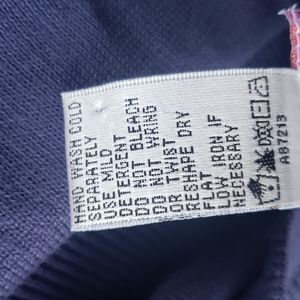 HAND WASH COLD
SEPARATELY
USE MILD
DETERGENT
DO NOT BLEACH
DO NOT WRING
OR TWIST
RESHAPE DRY
FLAT
LOW IRON IF
NECESSARY
AB7213